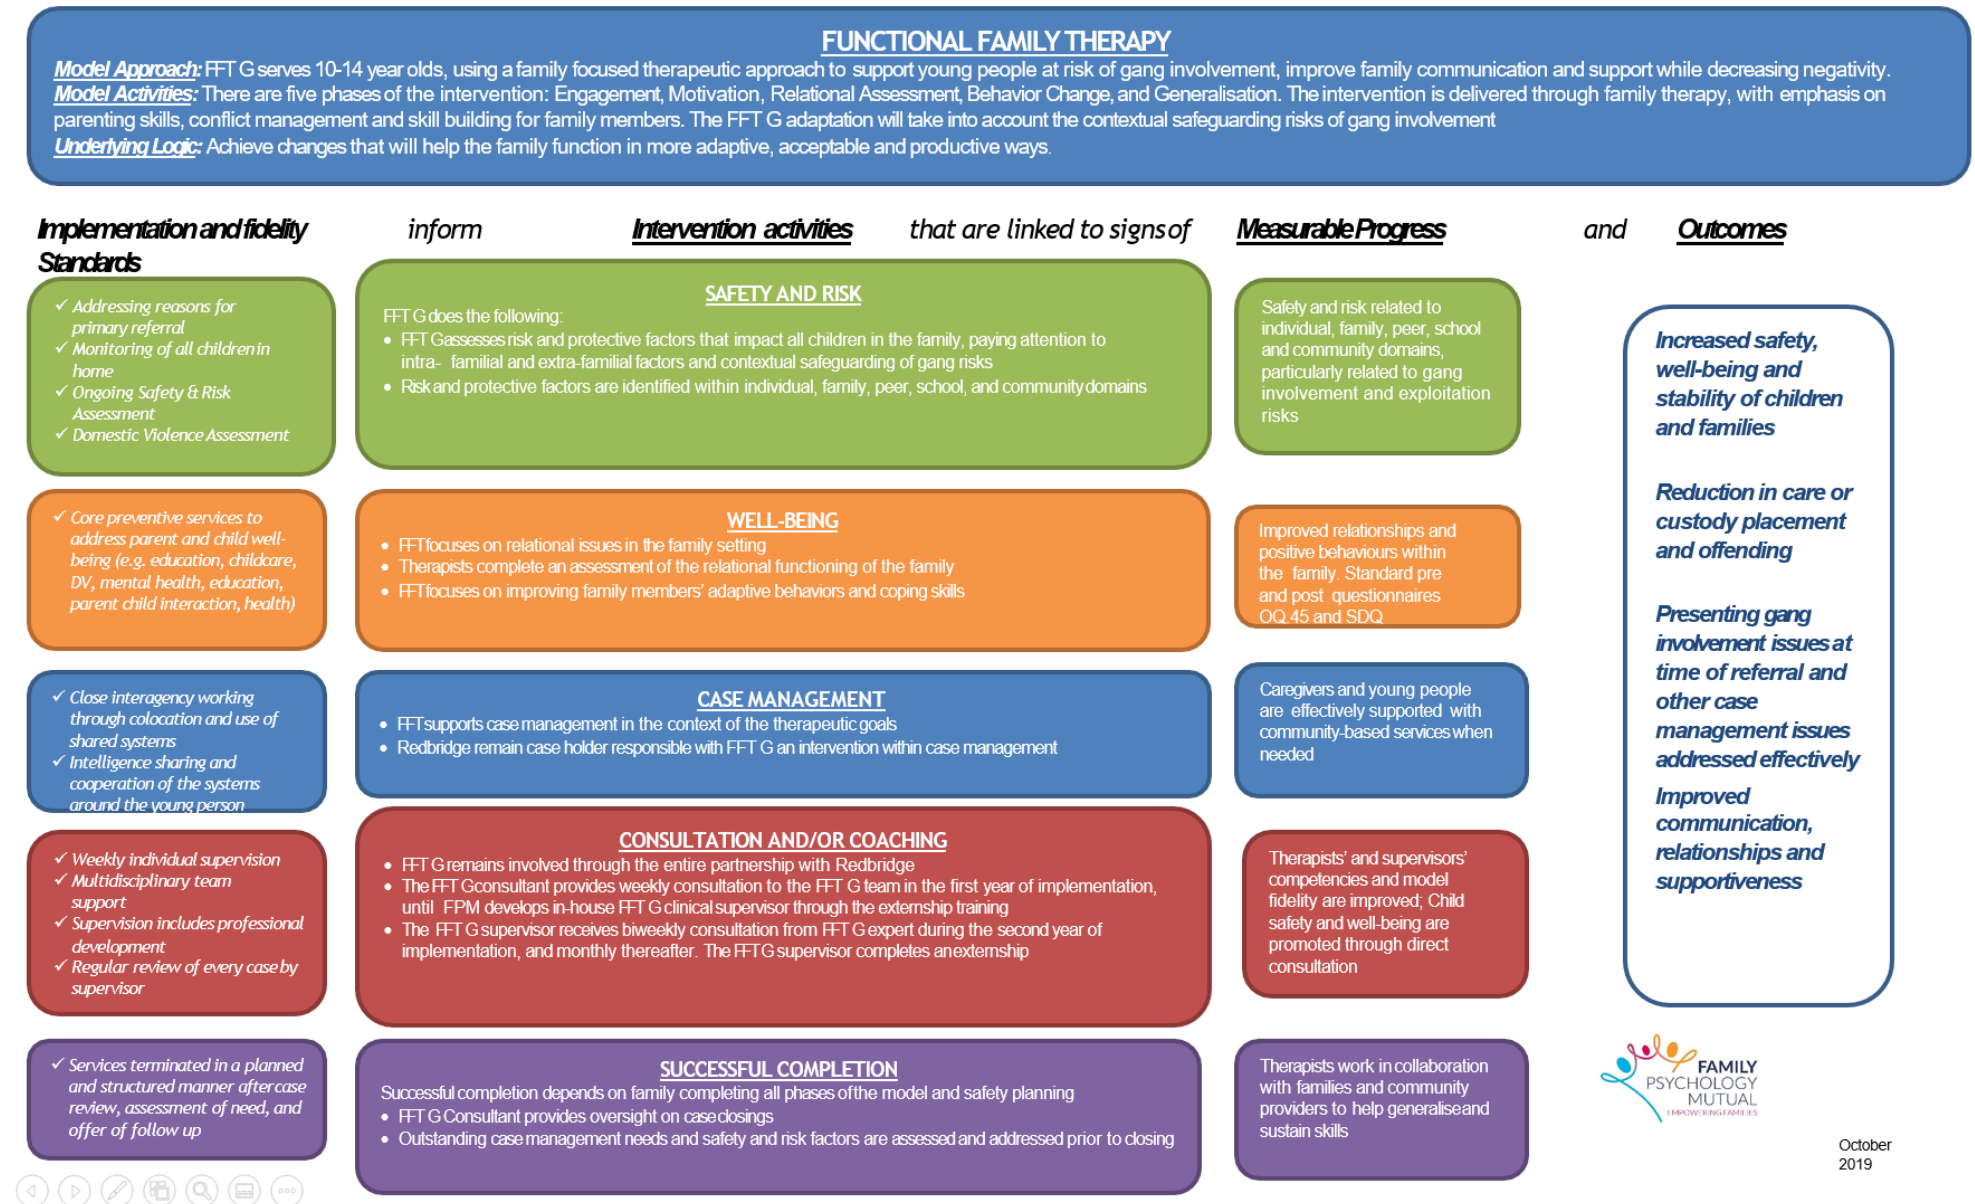 FUNCTIONAL FAMILY THERAPY
Model Approach: FFT G serves 10-14 year olds, using a family focused therapeutic approach to support young people at risk of gang involvement, improve family communication and support while decreasing negativity.
Model Activities: There are five phases of the intervention: Engagement, Motivation, Relational Assessment, Behavior Change, and Generalisation. The intervention is delivered through family therapy, with emphasis on
parenting skills, conflict management and skill building for family members. The FFT G adaptation will take into account the contextual safeguarding risks of gang involvement
Underlying Logic: Achieve changes that will help the family function in more adaptive, acceptable and productive ways.
Implementation and fidelity inform Intervention activities that are linked to signs of Measurable Progress and Outcomes
Standards
✓ Addressing reasons for
primary referral
✓ Monitoring of all children in
home
✓ Ongoing Safety & Risk
Assessment
✓ Domestic Violence Assessment
SAFETY AND RISK
FFT G does the following:
• FFT G assesses risk and protective factors that impact all children in the family, paying attention to
intra- familial and extra-familial factors and contextual safeguarding of gang risks
• Risk and protective factors are identified within individual, family, peer, school, and community domains
Safety and risk related to
individual, family, peer, school
and community domains,
particularly related to gang
involvement and exploitation
risks
✓ Core preventive services to
address parent and child well-
being (e.g. education, childcare,
DV, mental health, education,
parent child interaction, health)
WELL-BEING
• FFT focuses on relational issues in the family setting
• Therapists complete an assessment of the relational functioning of the family
• FFT focuses on improving family members' adaptive behaviors and coping skills
Improved relationships and
positive behaviours within
the family. Standard pre
and post questionnaires
OQ.45 and SDQ
✓ Close interagency working
through colocation and use of
shared systems
✓ Intelligence sharing and
cooperation of the systems
around the young person
CASE MANAGEMENT
• FFT supports case management in the context of the therapeutic goals
• Redbridge remain case holder responsible with FFT G an intervention within case management
Caregivers and young people
are effectively supported with
community-based services when
needed
✓ Weekly individual supervision
✓ Multidisciplinary team
support
✓ Supervision includes professional
development
✓ Regular review of every case by
supervisor
CONSULTATION AND/OR COACHING
• FFT G remains involved through the entire partnership with Redbridge
• The FFT G consultant provides weekly consultation to the FFT G team in the first year of implementation,
until FPM develops in-house FFT G clinical supervisor through the externship training
• The FFT G supervisor receives biweekly consultation from FFT G expert during the second year of
implementation, and monthly thereafter. The FFT G supervisor completes an externship
Therapists' and supervisors'
competencies and model
fidelity are improved; Child
safety and well-being are
promoted through direct
consultation
✓ Services terminated in a planned
and structured manner after case
review, assessment of need, and
offer of follow up
SUCCESSFUL COMPLETION
Successful completion depends on family completing all phases of the model and safety planning
• FFT G Consultant provides oversight on case closings
• Outstanding case management needs and safety and risk factors are assessed and addressed prior to closing
Therapists work in collaboration
with families and community
providers to help generalise and
sustain skills
Increased safety,
well-being and
stability of children
and families
Reduction in care or
custody placement
and offending
Presenting gang
involvement issues at
time of referral and
other case
management issues
addressed effectively
Improved
communication,
relationships and
supportiveness
FAMILY
PSYCHOLOGY
MUTUAL
EMPOWERING FAMILIES
October
2019